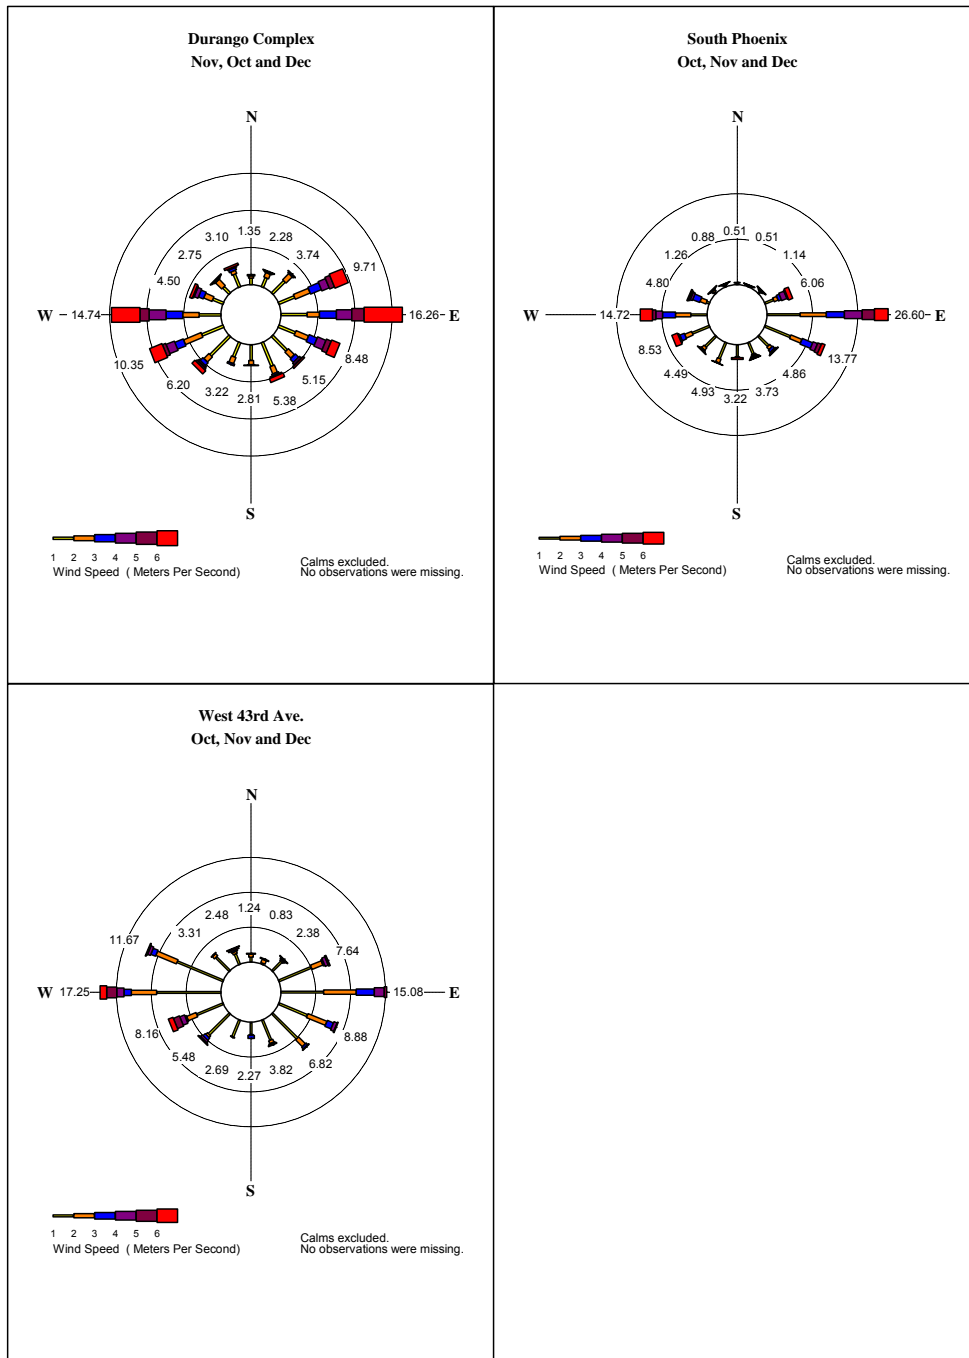 Durango Complex
Nov, Oct and Dec
N
1.35
3.10
2.28
2.75
3.74
4.50
9.71
W
14.74
16.26
E
10.35
8.48
6.20
5.15
3.22
2.81
5.38
S
1 2 3 4 5 6
Wind Speed ( Meters Per Second)
Calms excluded.
No observations were missing.
South Phoenix
Oct, Nov and Dec
N
0.51
0.88
0.51
1.26
1.14
4.80
6.06
W
14.72
26.60
E
8.53
13.77
4.49
4.86
4.93
3.22
3.73
S
1 2 3 4 5 6
Wind Speed ( Meters Per Second)
Calms excluded.
No observations were missing.
West 43rd Ave.
Oct, Nov and Dec
N
1.24
2.48
0.83
3.31
2.38
11.67
7.64
W
17.25
15.08
E
8.16
8.88
5.48
6.82
2.69
2.27
3.82
S
1 2 3 4 5 6
Wind Speed ( Meters Per Second)
Calms excluded.
No observations were missing.